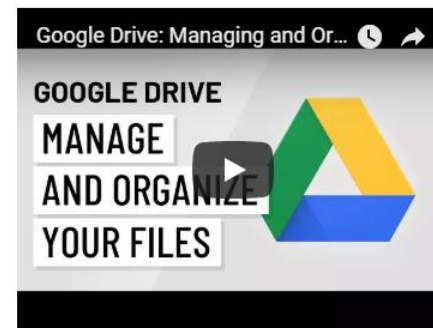 Google Drive: Managing and Or...
GOOGLE DRIVE
MANAGE
AND ORGANIZE
YOUR FILES